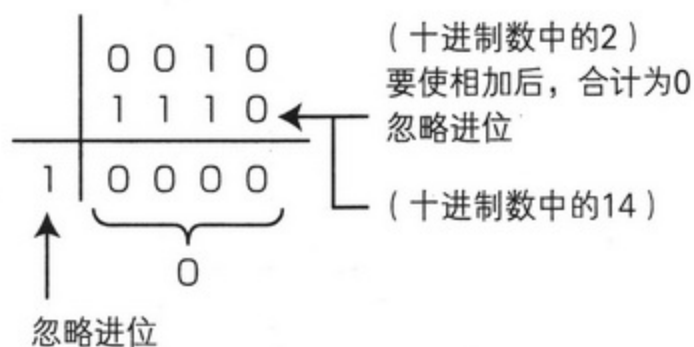 0 0 1 0
1 1 1 0
1 0 0 0 0
0
忽略进位
（十进制数中的2）
要使相加后，合计为0
忽略进位
（十进制数中的14）